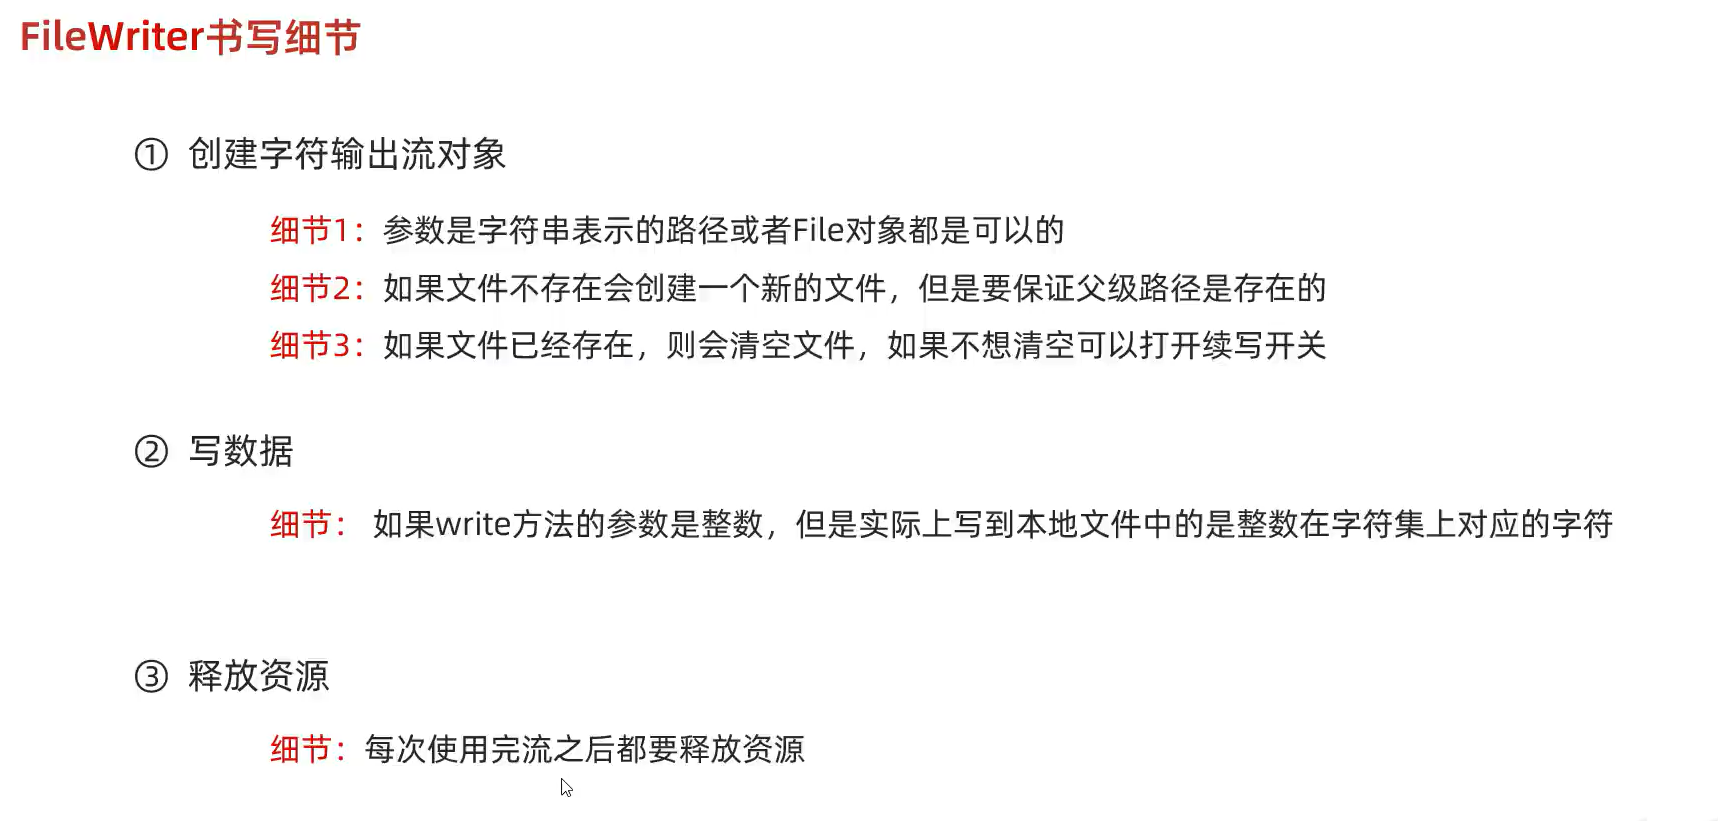 FileWriter书写细节
① 创建字符输出流对象
细节1：参数是字符串表示的路径或者File对象都是可以的
细节2：如果文件不存在会创建一个新的文件，但是要保证父级路径是存在的
细节3：如果文件已经存在，则会清空文件，如果不想清空可以打开续写开关
② 写数据
细节： 如果write方法的参数是整数，但是实际上写到本地文件中的是整数在字符集上对应的字符
③ 释放资源
细节：每次使用完流之后都要释放资源